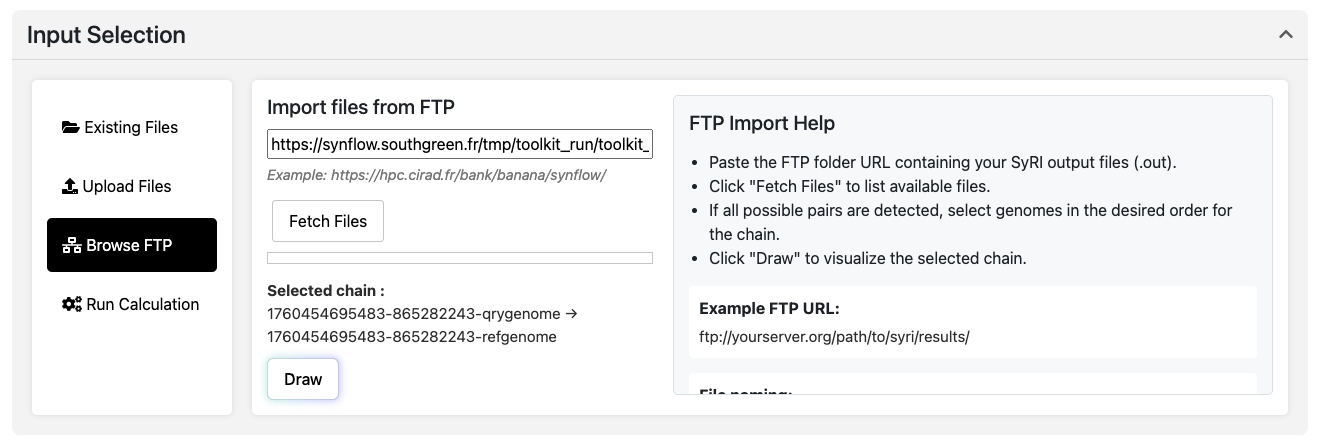 Input Selection
Existing Files
Upload Files
Browse FTP
Run Calculation
Import files from FTP
https://synflow.southgreen.fr/tmp/toolkit_run/toolkit_
Example: https://hpc.cirad.fr/bank/banana/synflow/
Fetch Files
Selected chain :
1760454695483-865282243-qrygenome →
1760454695483-865282243-refgenome
Draw
FTP Import Help
• Paste the FTP folder URL containing your SyRI output files (.out).
• Click "Fetch Files" to list available files.
• If all possible pairs are detected, select genomes in the desired order for
the chain.
• Click "Draw" to visualize the selected chain.
Example FTP URL:
ftp://yourserver.org/path/to/syri/results/
File naming: